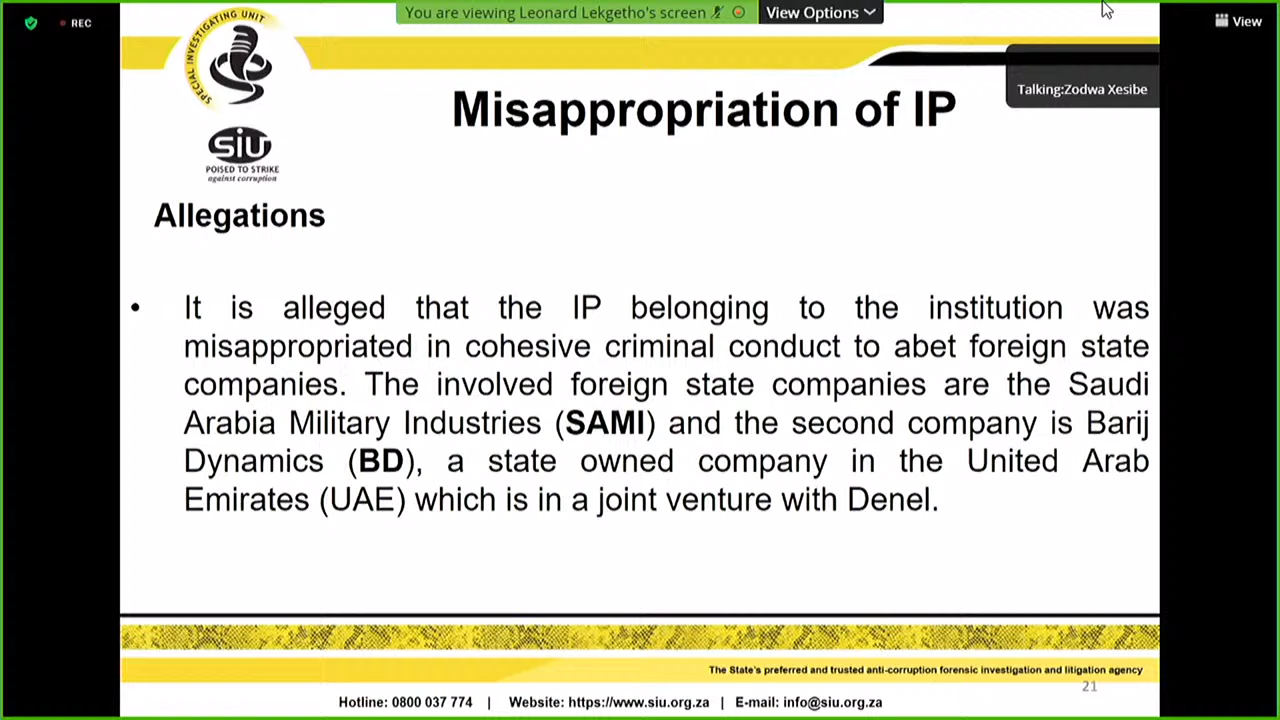 REC
You are viewing Leonard Lekgetho's screen
View Options
View
Talking:Zodwa Xesibe
SPECIAL INVESTIGATING UNIT
SIU
POISED TO STRIKE
against corruption
Misappropriation of IP
Allegations
• It is alleged that the IP belonging to the institution was
misappropriated in cohesive criminal conduct to abet foreign state
companies. The involved foreign state companies are the Saudi
Arabia Military Industries (SAMI) and the second company is Barij
Dynamics (BD), a state owned company in the United Arab
Emirates (UAE) which is in a joint venture with Denel.
The State's preferred and trusted anti-corruption forensic investigation and litigation agency
21
Hotline: 0800 037 774 | Website: https://www.siu.org.za | E-mail: info@siu.org.za